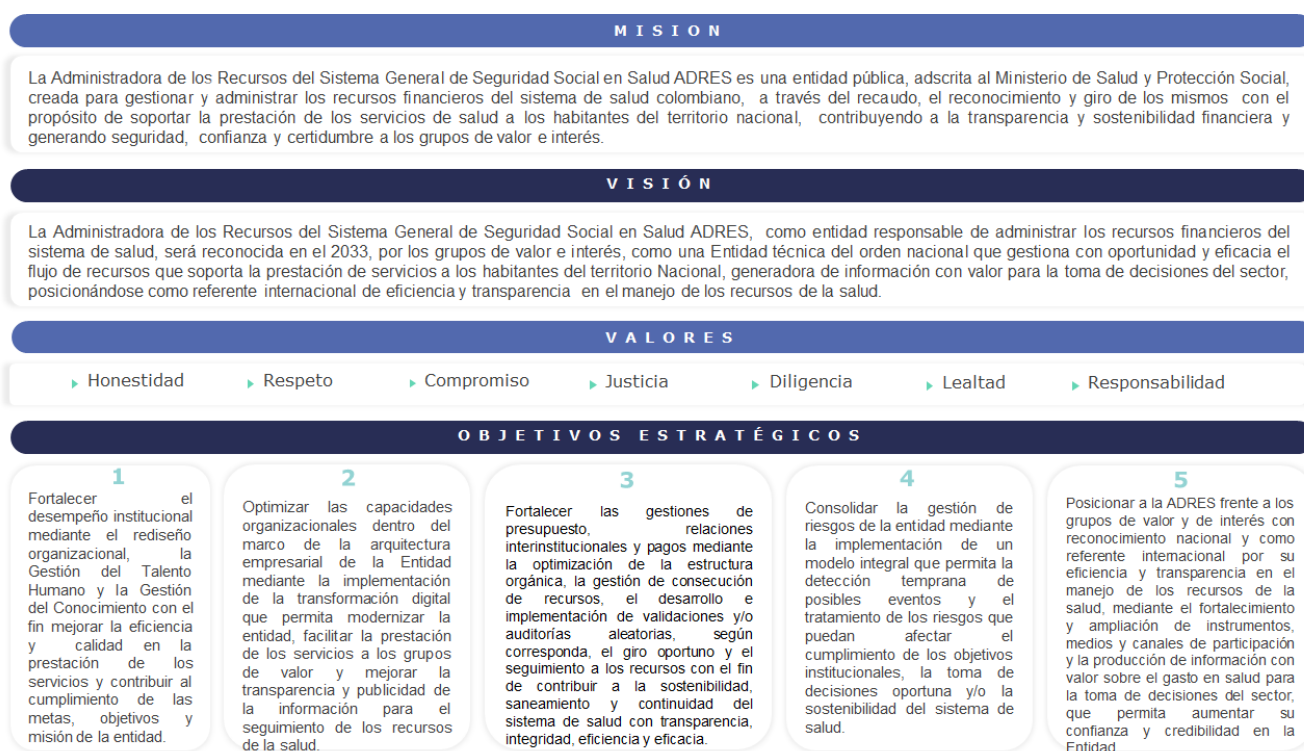 MISION
La Administradora de los Recursos del Sistema General de Seguridad Social en Salud ADRES es una entidad pública, adscrita al Ministerio de Salud y Protección Social,
creada para gestionar y administrar los recursos financieros del sistema de salud colombiano, a través del recaudo, el reconocimiento y giro de los mismos con el
propósito de soportar la prestación de los servicios de salud a los habitantes del territorio nacional, contribuyendo a la transparencia y sostenibilidad financiera y
generando seguridad, confianza y certidumbre a los grupos de valor e interés.
VISIÓN
La Administradora de los Recursos del Sistema General de Seguridad Social en Salud ADRES, como entidad responsable de administrar los recursos financieros del
sistema de salud, será reconocida en el 2033, por los grupos de valor e interés, como una Entidad técnica del orden nacional que gestiona con oportunidad y eficacia el
flujo de recursos que soporta la prestación de servicios a los habitantes del territorio Nacional, generadora de información con valor para la toma de decisiones del sector,
posicionándose como referente internacional de eficiencia y transparencia en el manejo de los recursos de la salud.
VALORES
Honestidad
Respeto
Compromiso
Justicia
Diligencia
Lealtad
Responsabilidad
OBJETIVOS ESTRATÉGICOS
1
Fortalecer el
desempeño institucional
mediante el rediseño
organizacional, la
Gestión del Talento
Humano y la Gestión
del Conocimiento con el
fin mejorar la eficiencia
y calidad en la
prestación de los
servicios y contribuir al
cumplimiento de las
metas, objetivos y
misión de la entidad.
2
Optimizar las capacidades
organizacionales dentro del
marco de la arquitectura
empresarial de la Entidad
mediante la implementación
de la transformación digital
que permita modernizar la
entidad, facilitar la prestación
de los servicios a los grupos
de valor y mejorar la
transparencia y publicidad de
la información para el
seguimiento de los recursos
de la salud.
3
Fortalecer las gestiones de
presupuesto, relaciones
interinstitucionales y pagos mediante
la optimización de la estructura
orgánica, la gestión de consecución
de recursos, el desarrollo e
implementación de validaciones y/o
auditorías aleatorias, según
corresponda, el giro oportuno y el
seguimiento a los recursos con el fin
de contribuir a la sostenibilidad,
saneamiento y continuidad del
sistema de salud con transparencia,
integridad, eficiencia y eficacia.
4
Consolidar la gestión de
riesgos de la entidad mediante
la implementación de un
modelo integral que permita la
detección temprana de
posibles eventos y el
tratamiento de los riesgos que
puedan afectar el
cumplimiento de los objetivos
institucionales, la toma de
decisiones oportuna y/o la
sostenibilidad del sistema de
salud.
5
Posicionar a la ADRES frente a los
grupos de valor y de interés con
reconocimiento nacional y como
referente internacional por su
eficiencia y transparencia en el
manejo de los recursos de la
salud, mediante el fortalecimiento
y ampliación de instrumentos,
medios y canales de participación
y la producción de información con
valor sobre el gasto en salud para
la toma de decisiones del sector,
que permita aumentar su
confianza y credibilidad en la
Entidad